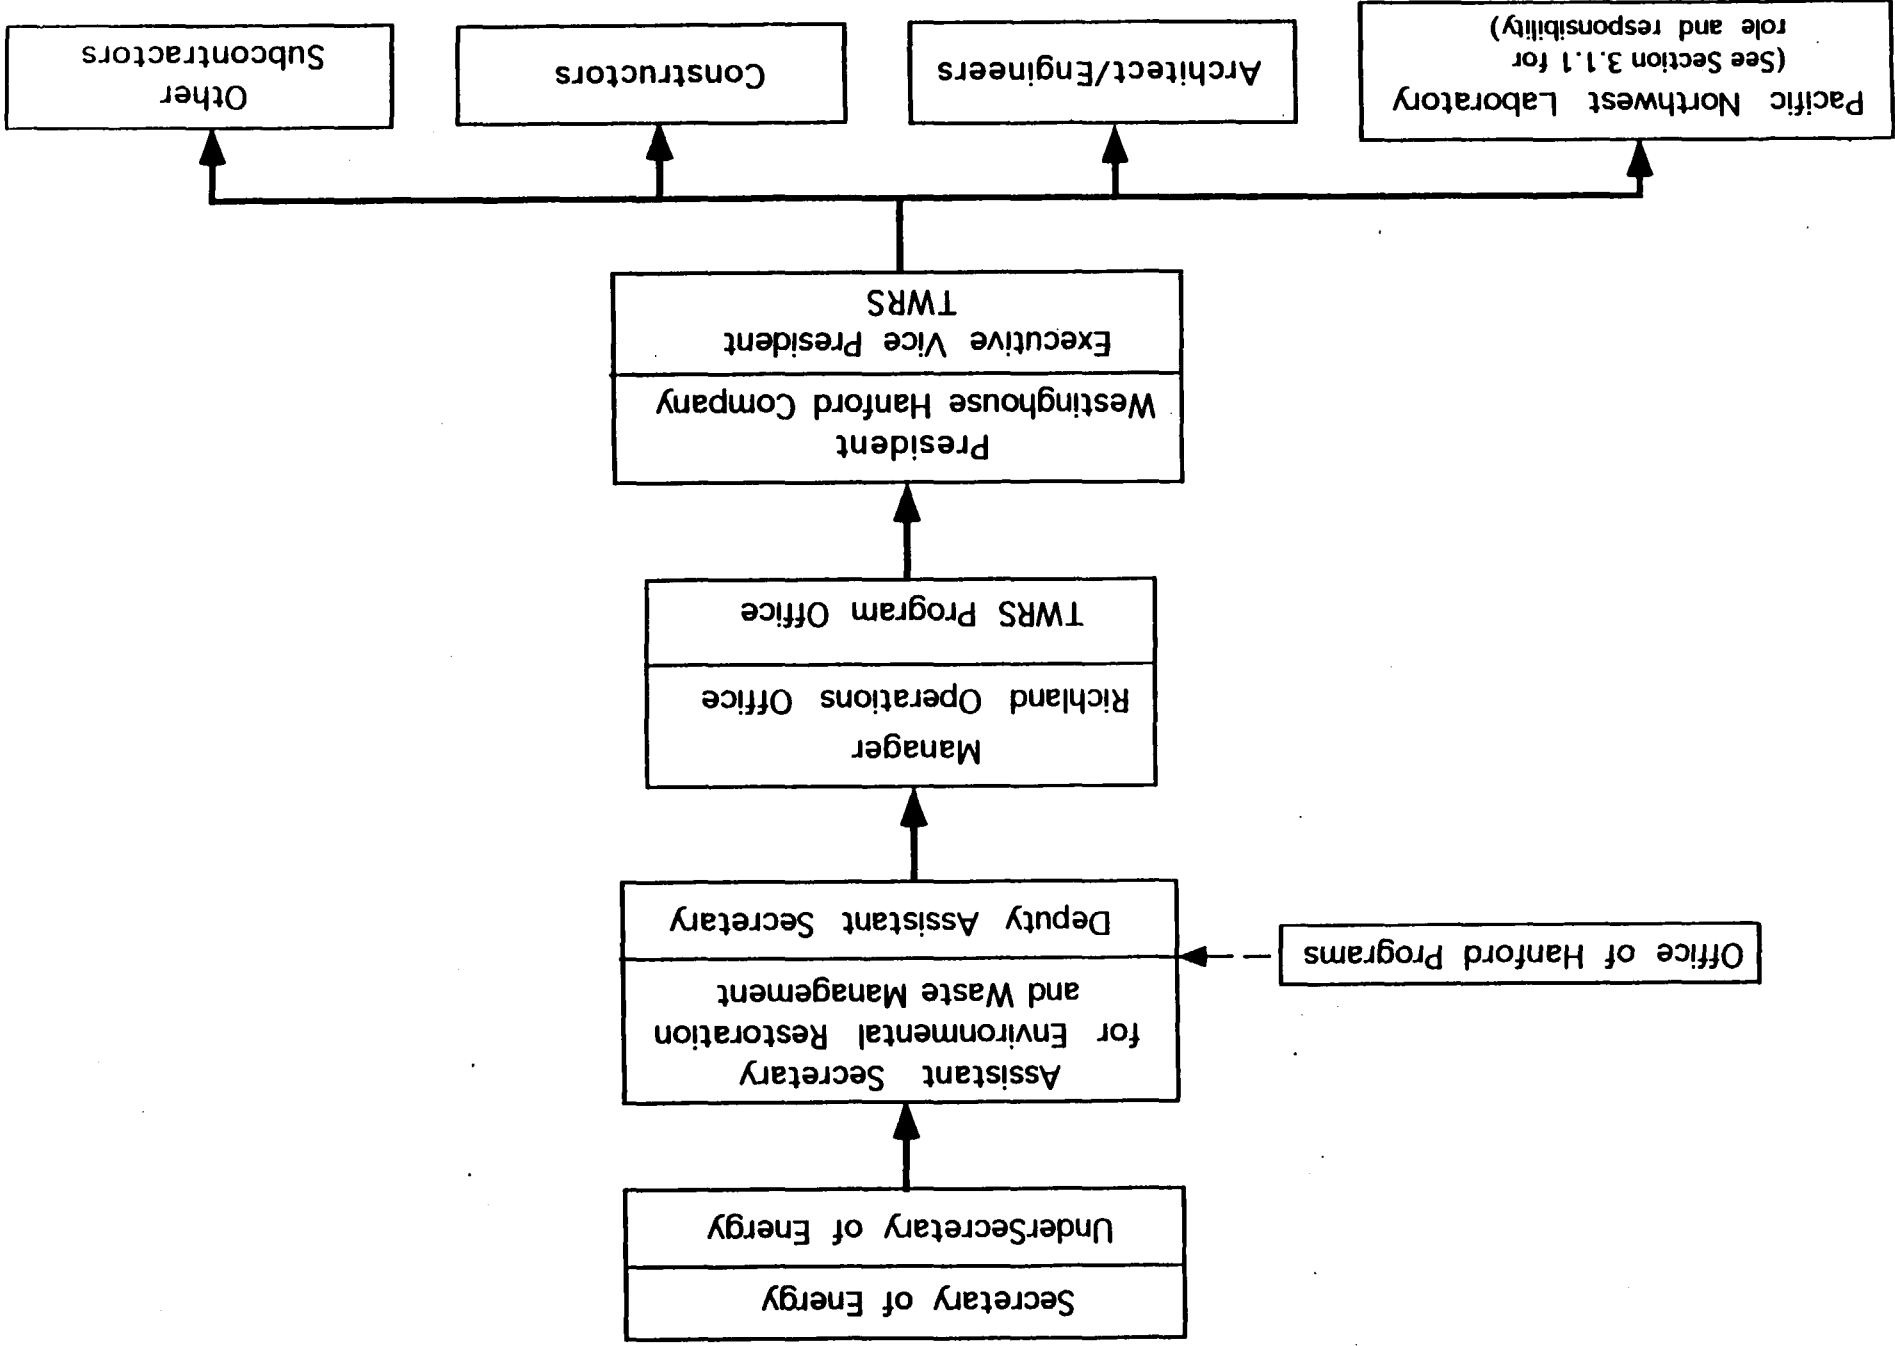 Secretary of Energy
UnderSecretary of Energy
Assistant Secretary
for Environmental Restoration
and Waste Management
Deputy Assistant Secretary
Office of Hanford Programs
Manager
Richland Operations Office
TWRS Program Office
President
Westinghouse Hanford Company
Executive Vice President
TWRS
Pacific Northwest Laboratory
(See Section 3.1.1 for
role and responsibility)
Architect/Engineers
Constructors
Other
Subcontractors